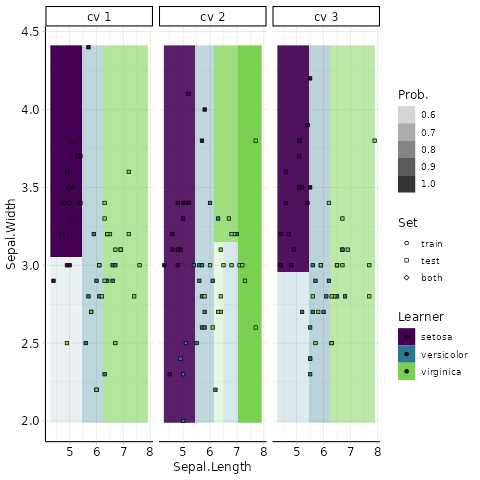 cv 1 cv 2 cv 3
4.5
4.0
3.5
3.0
2.5
2.0
Sepal.Width
5 6 7 8 5 6 7 8 5 6 7 8
Sepal.Length
Prob.
0.6
0.7
0.8
0.9
1.0
Set
train
test
both
Learner
setosa
versicolor
virginica